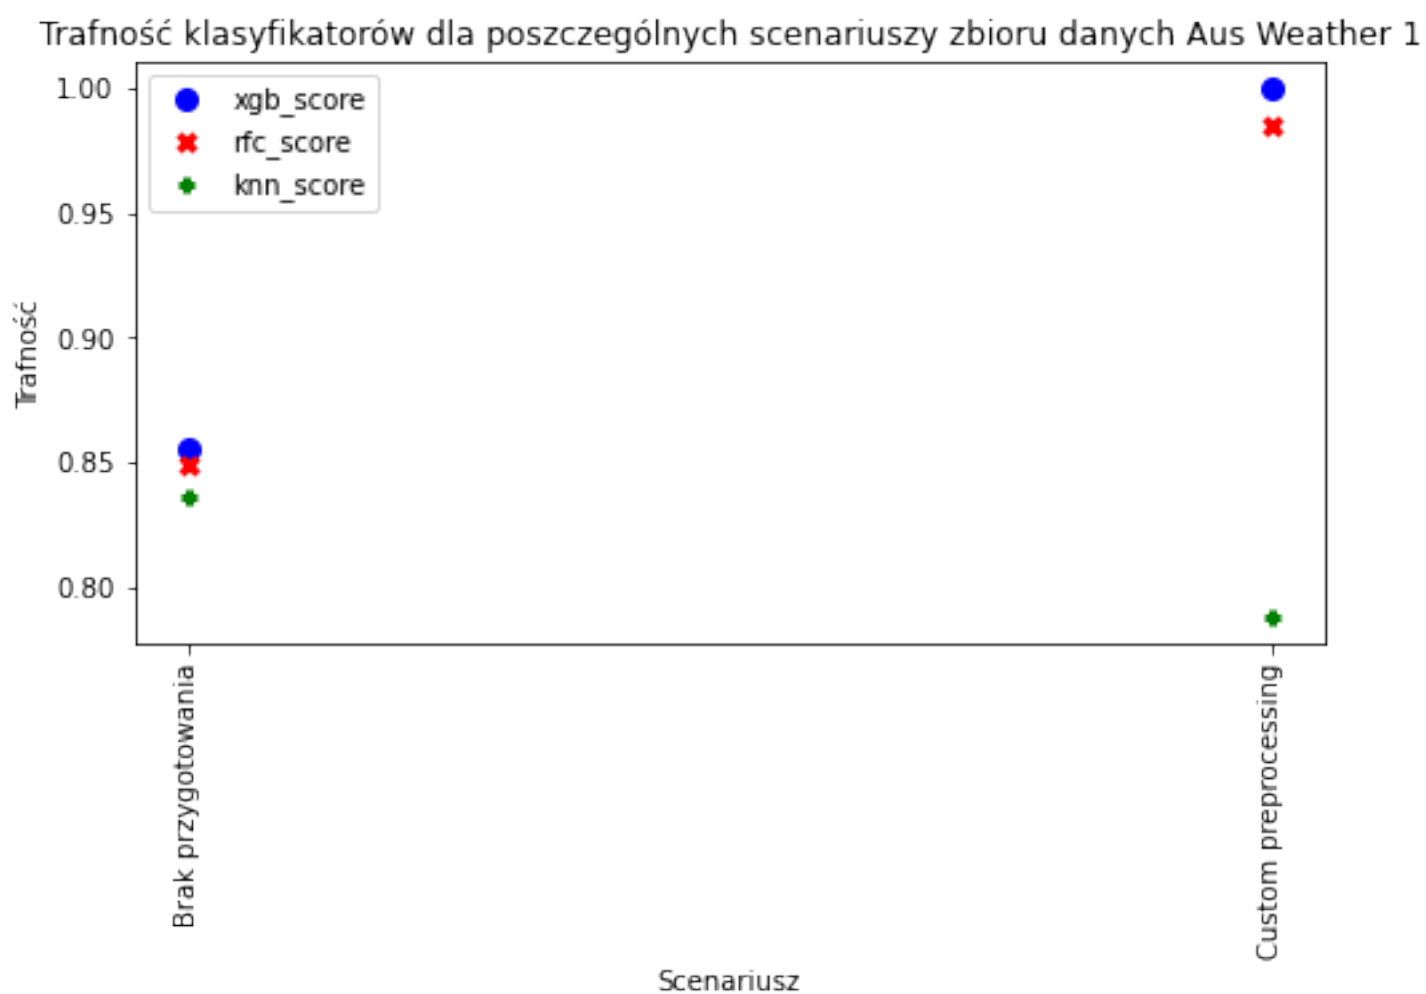 Trafność klasyfikatorów dla poszczególnych scenariuszy zbioru danych Aus Weather 1
xgb_score
rfc_score
knn_score
1.00
0.95
0.90
0.85
0.80
Trafność
Brak przygotowania
Custom preprocessing
Scenariusz